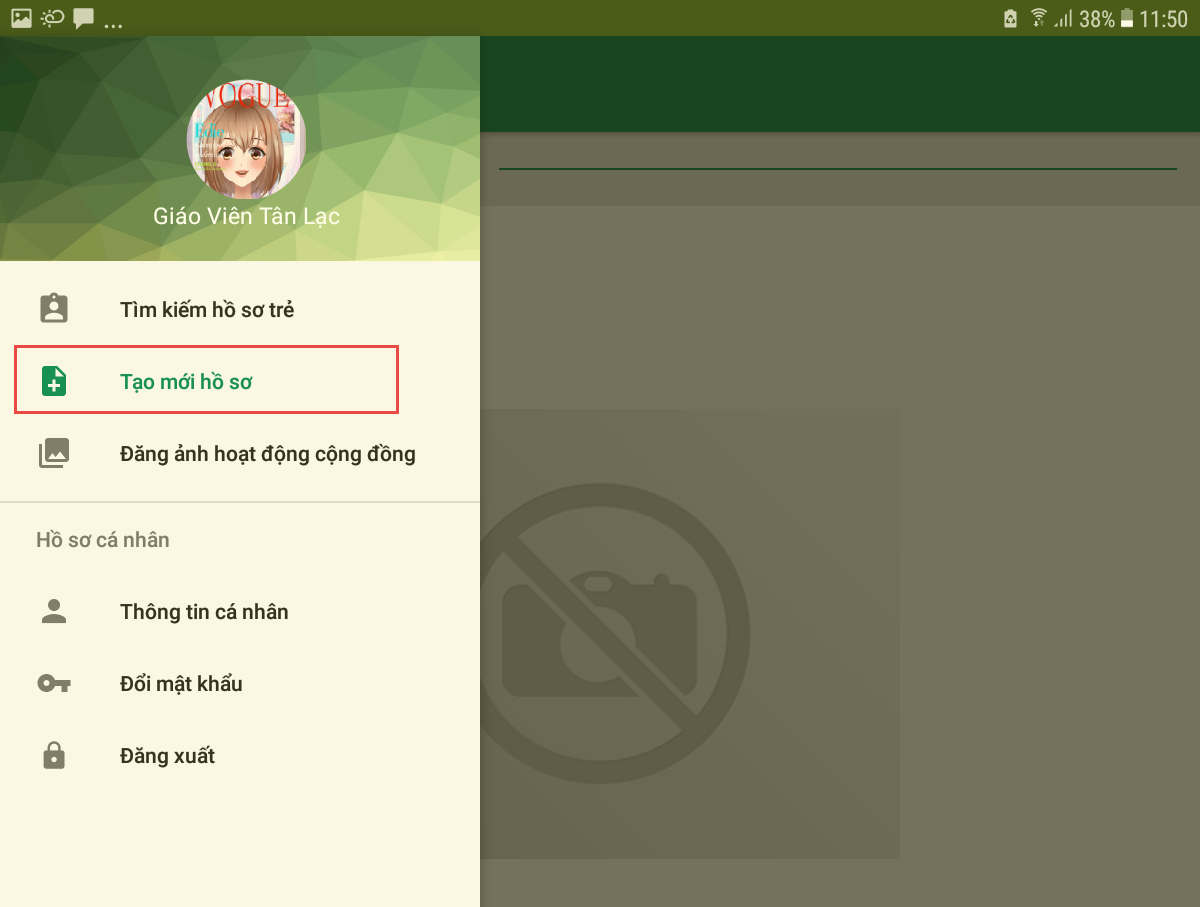 ... 38% 11:50
VOGUE
Edie
Giáo Viên Tân Lạc
Tìm kiếm hồ sơ trẻ
Tạo mới hồ sơ
Đăng ảnh hoạt động cộng đồng
Hồ sơ cá nhân
Thông tin cá nhân
Đổi mật khẩu
Đăng xuất